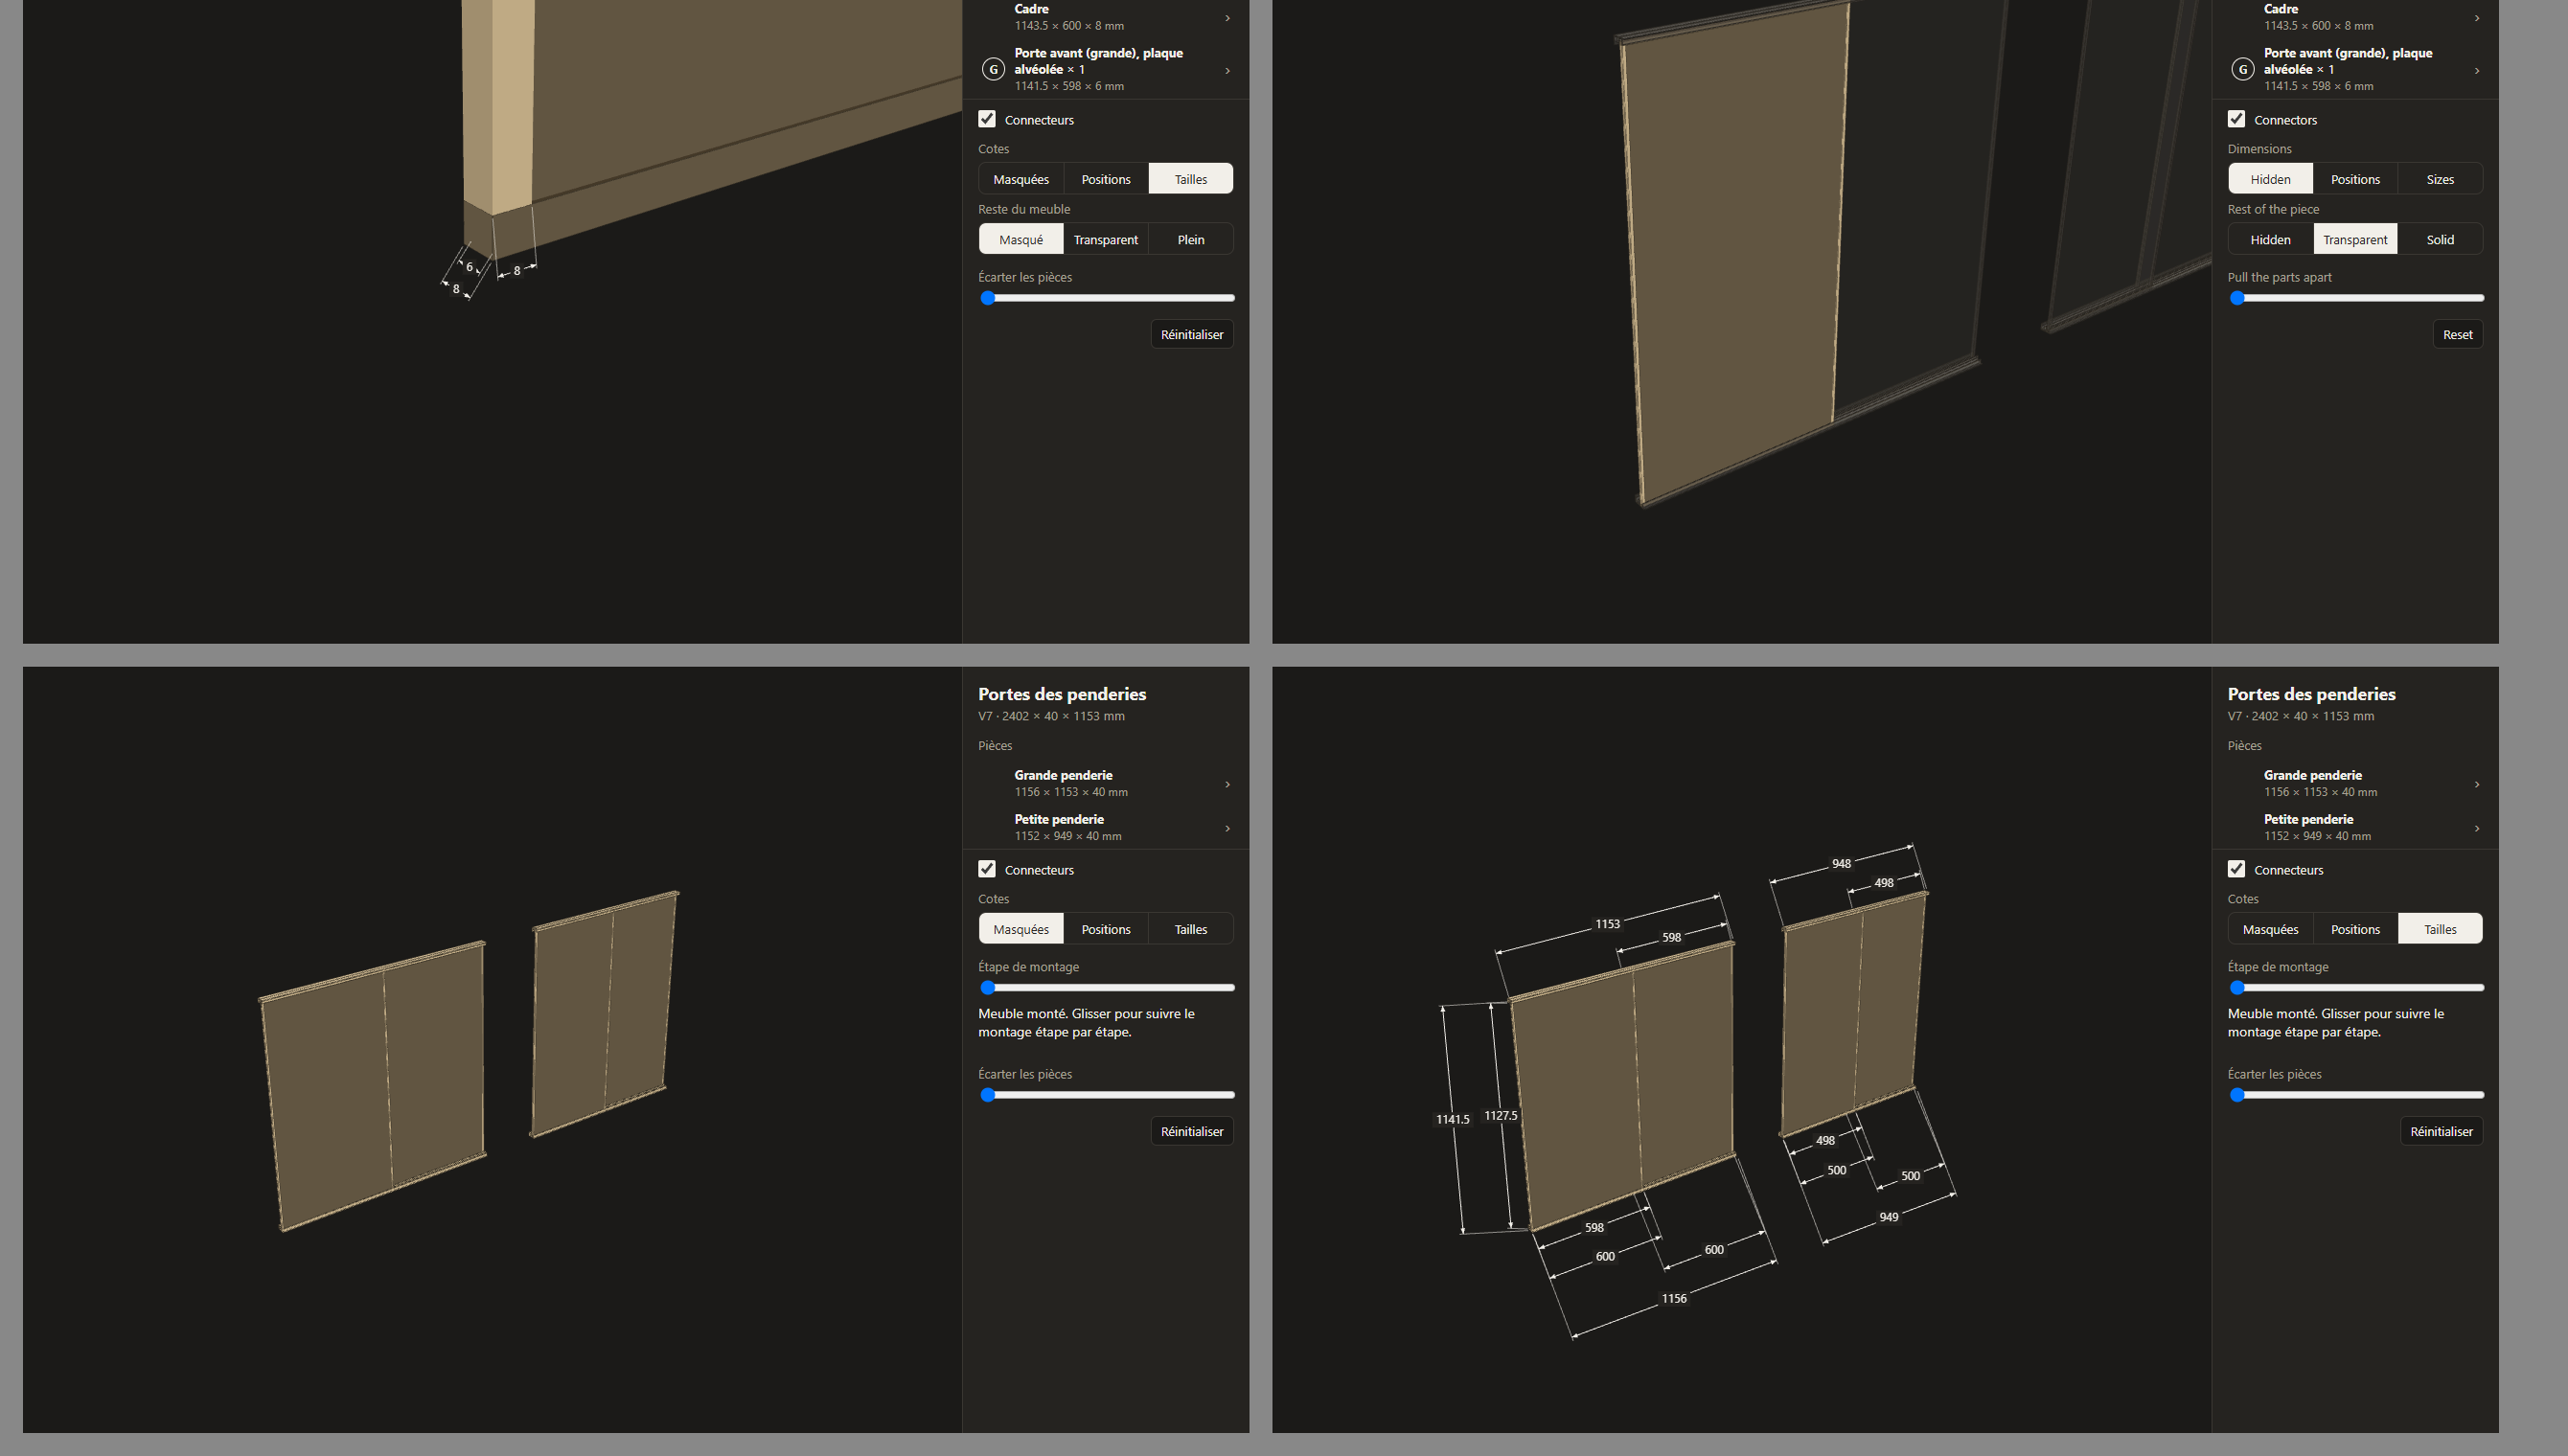 Cadre
1143.5 × 600 × 8 mm
›
G
Porte avant (grande), plaque
alvéolée × 1
1141.5 × 598 × 6 mm
›
Connecteurs
Cotes
Masquées
Positions
Tailles
Reste du meuble
Masqué
Transparent
Plein
Écarter les pièces
Réinitialiser
6
8
8
Cadre
1143.5 × 600 × 8 mm
›
G
Porte avant (grande), plaque
alvéolée × 1
1141.5 × 598 × 6 mm
›
Connectors
Dimensions
Hidden
Positions
Sizes
Rest of the piece
Hidden
Transparent
Solid
Pull the parts apart
Reset
Portes des penderies
V7 · 2402 × 40 × 1153 mm
Pièces
Grande penderie
1156 × 1153 × 40 mm
›
Petite penderie
1152 × 949 × 40 mm
›
Connecteurs
Cotes
Masquées
Positions
Tailles
Étape de montage
Meuble monté. Glisser pour suivre le
montage étape par étape.
Écarter les pièces
Réinitialiser
948
498
1153
598
1141.5
1127.5
498
500
500
949
598
600
600
1156
Portes des penderies
V7 · 2402 × 40 × 1153 mm
Pièces
Grande penderie
1156 × 1153 × 40 mm
›
Petite penderie
1152 × 949 × 40 mm
›
Connecteurs
Cotes
Masquées
Positions
Tailles
Étape de montage
Meuble monté. Glisser pour suivre le
montage étape par étape.
Écarter les pièces
Réinitialiser